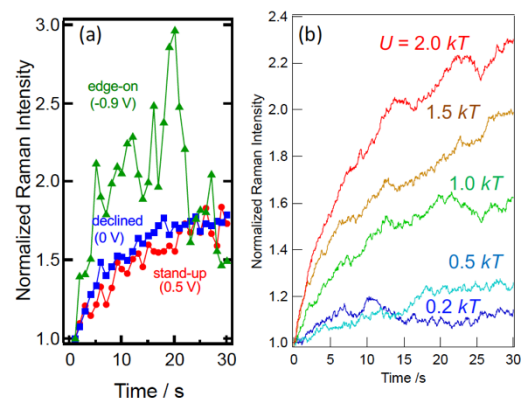 (a)
Normalized Raman Intensity
3.0
2.5
2.0
1.5
1.0
edge-on
(-0.9 V)
declined
(0 V)
stand-up
(0.5 V)
0
10
20
30
Time / s
(b)
Normalized Raman Intensity
2.4
2.2
2.0
1.8
1.6
1.4
1.2
1.0
U = 2.0 kT
1.5 kT
1.0 kT
0.5 kT
0.2 kT
0
5
10
15
20
25
30
Time /s